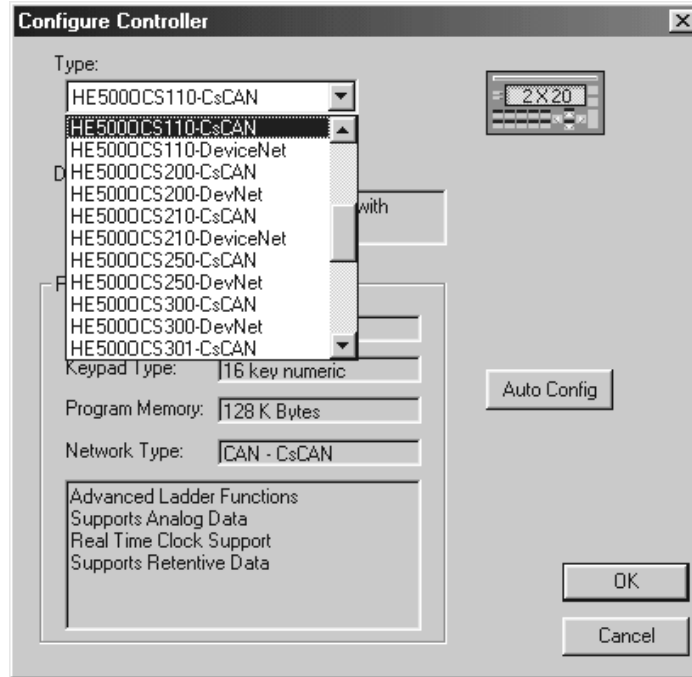 Configure Controller
Type:
HE500OCS110-CsCAN
HE500OCS110-CsCAN
HE500OCS110-DeviceNet
HE500OCS200-CsCAN
HE500OCS200-DevNet
HE500OCS210-CsCAN
HE500OCS210-DeviceNet
HE500OCS250-CsCAN
HE500OCS250-DevNet
HE500OCS300-CsCAN
HE500OCS300-DevNet
HE500OCS301-CsCAN
2X20
with
Keypad Type: 16 key numeric
Program Memory: 128 K Bytes
Network Type: CAN - CsCAN
Advanced Ladder Functions
Supports Analog Data
Real Time Clock Support
Supports Retentive Data
Auto Config
OK
Cancel